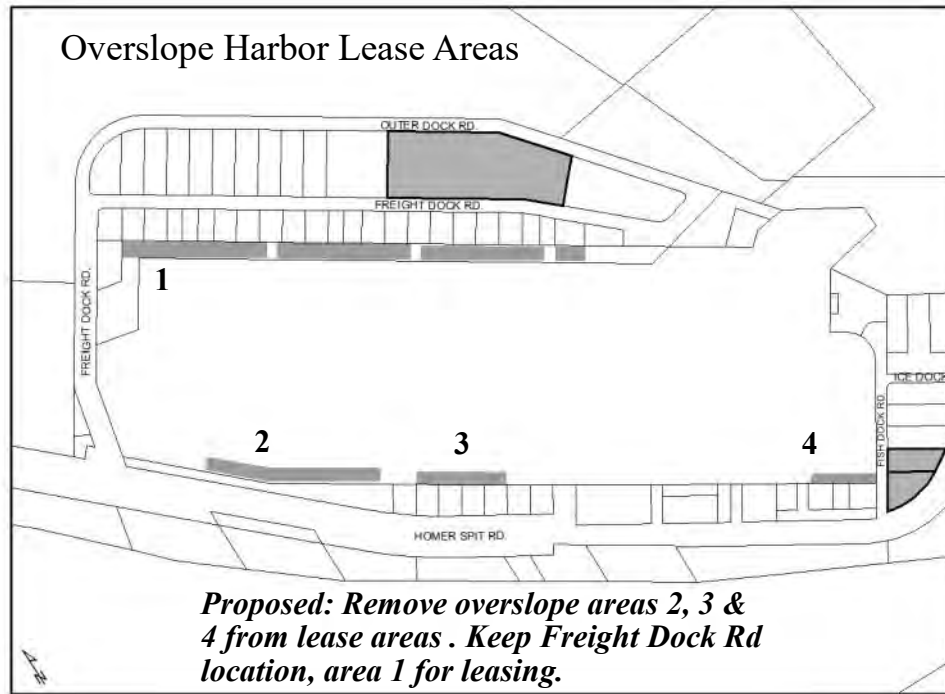 Overslope Harbor Lease Areas
OUTER DOCK RD.
FREIGHT DOCK RD.
1
FREIGHT DOCK RD.
ICE DOCK
FISH DOCK RD.
2
3
4
HOMER SPIT RD.
Proposed: Remove overslope areas 2, 3 &
4 from lease areas . Keep Freight Dock Rd
location, area 1 for leasing.
N